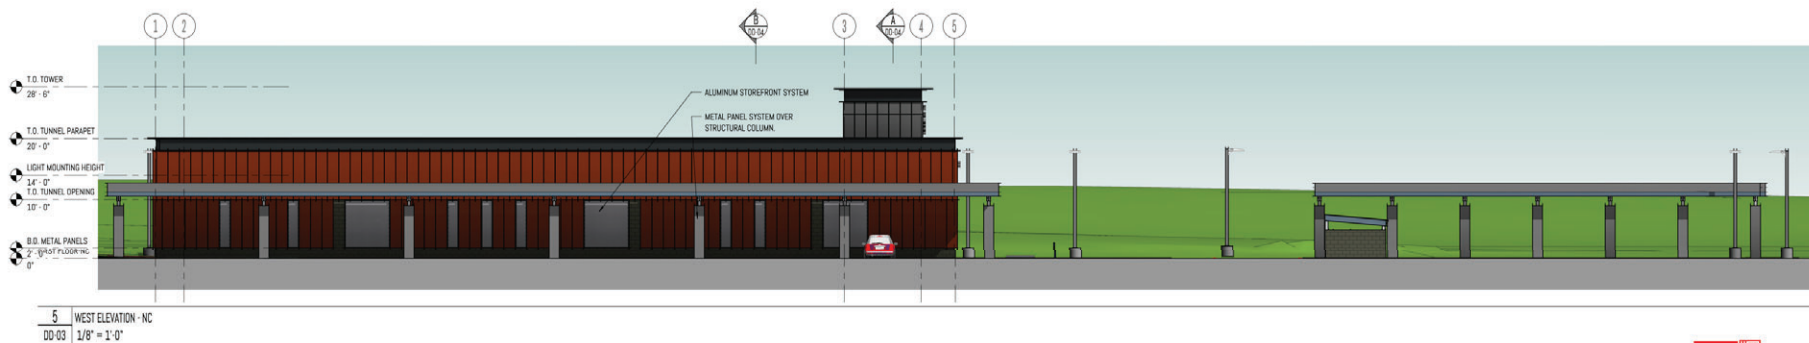 1 2 B DD-04 3 A DD-04 4 5
T.O. TOWER
28' - 6"
ALUMINUM STOREFRONT SYSTEM
METAL PANEL SYSTEM OVER
STRUCTURAL COLUMN.
T.O. TUNNEL PARAPET
20' - 0"
LIGHT MOUNTING HEIGHT
14' - 0"
T.O. TUNNEL OPENING
10' - 0"
B.O. METAL PANELS
2' - 0"
0"
5 WEST ELEVATION - NC
DD-03 1/8" = 1'-0"